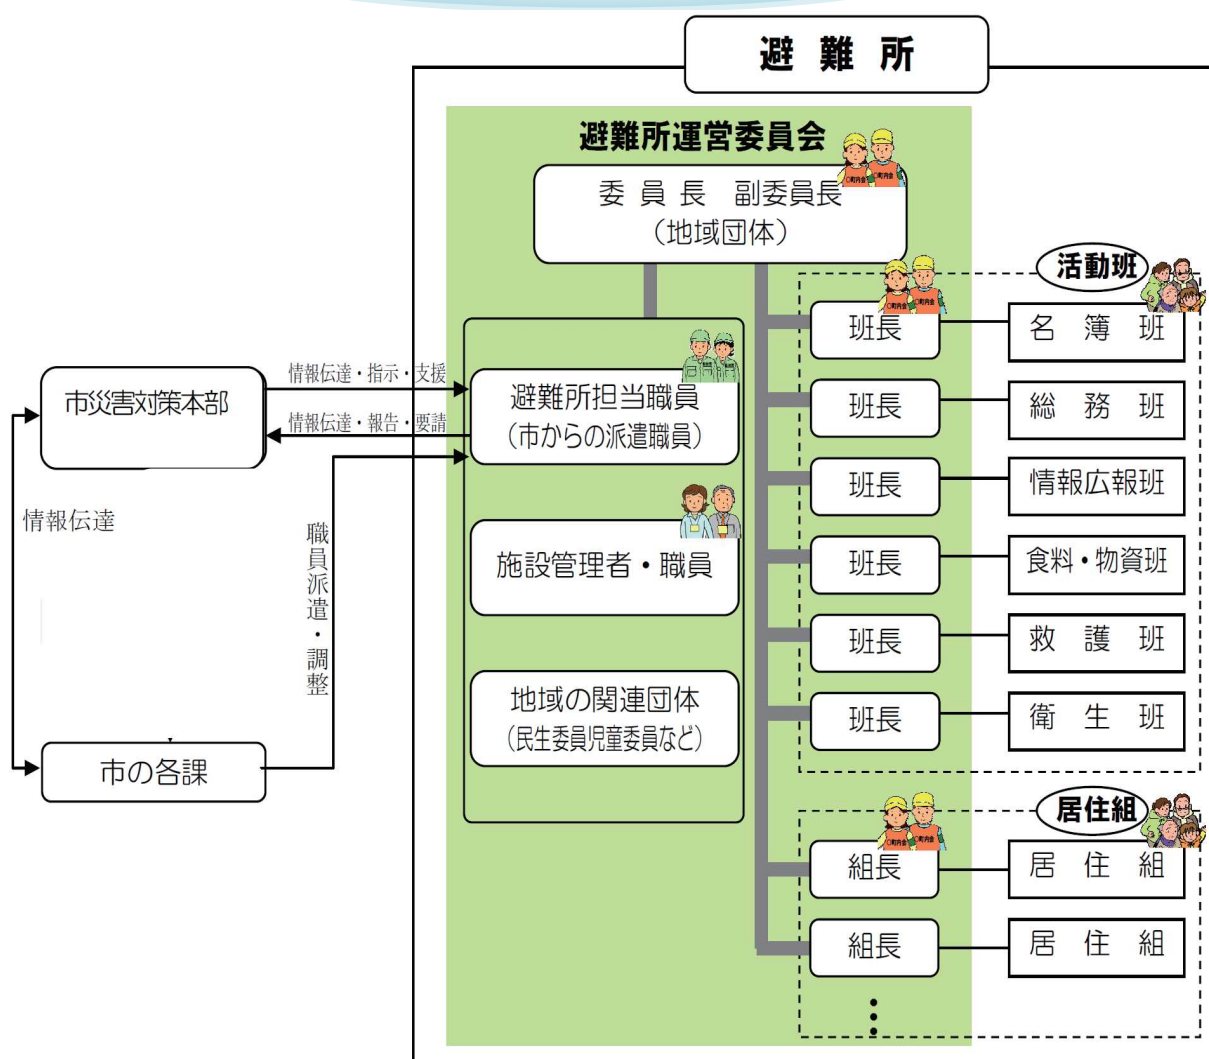 避難所
避難所運営委員会
委員長 副委員長
（地域団体）
市災害対策本部
情報伝達・指示・支援
情報伝達・報告・要請
情報伝達
職員派遣・調整
市の各課
避難所担当職員
（市からの派遣職員）
施設管理者・職員
地域の関連団体
（民生委員児童委員など）
活動班
班長 名簿班
班長 総務班
班長 情報広報班
班長 食料・物資班
班長 救護班
班長 衛生班
居住組
組長 居住組
組長 居住組